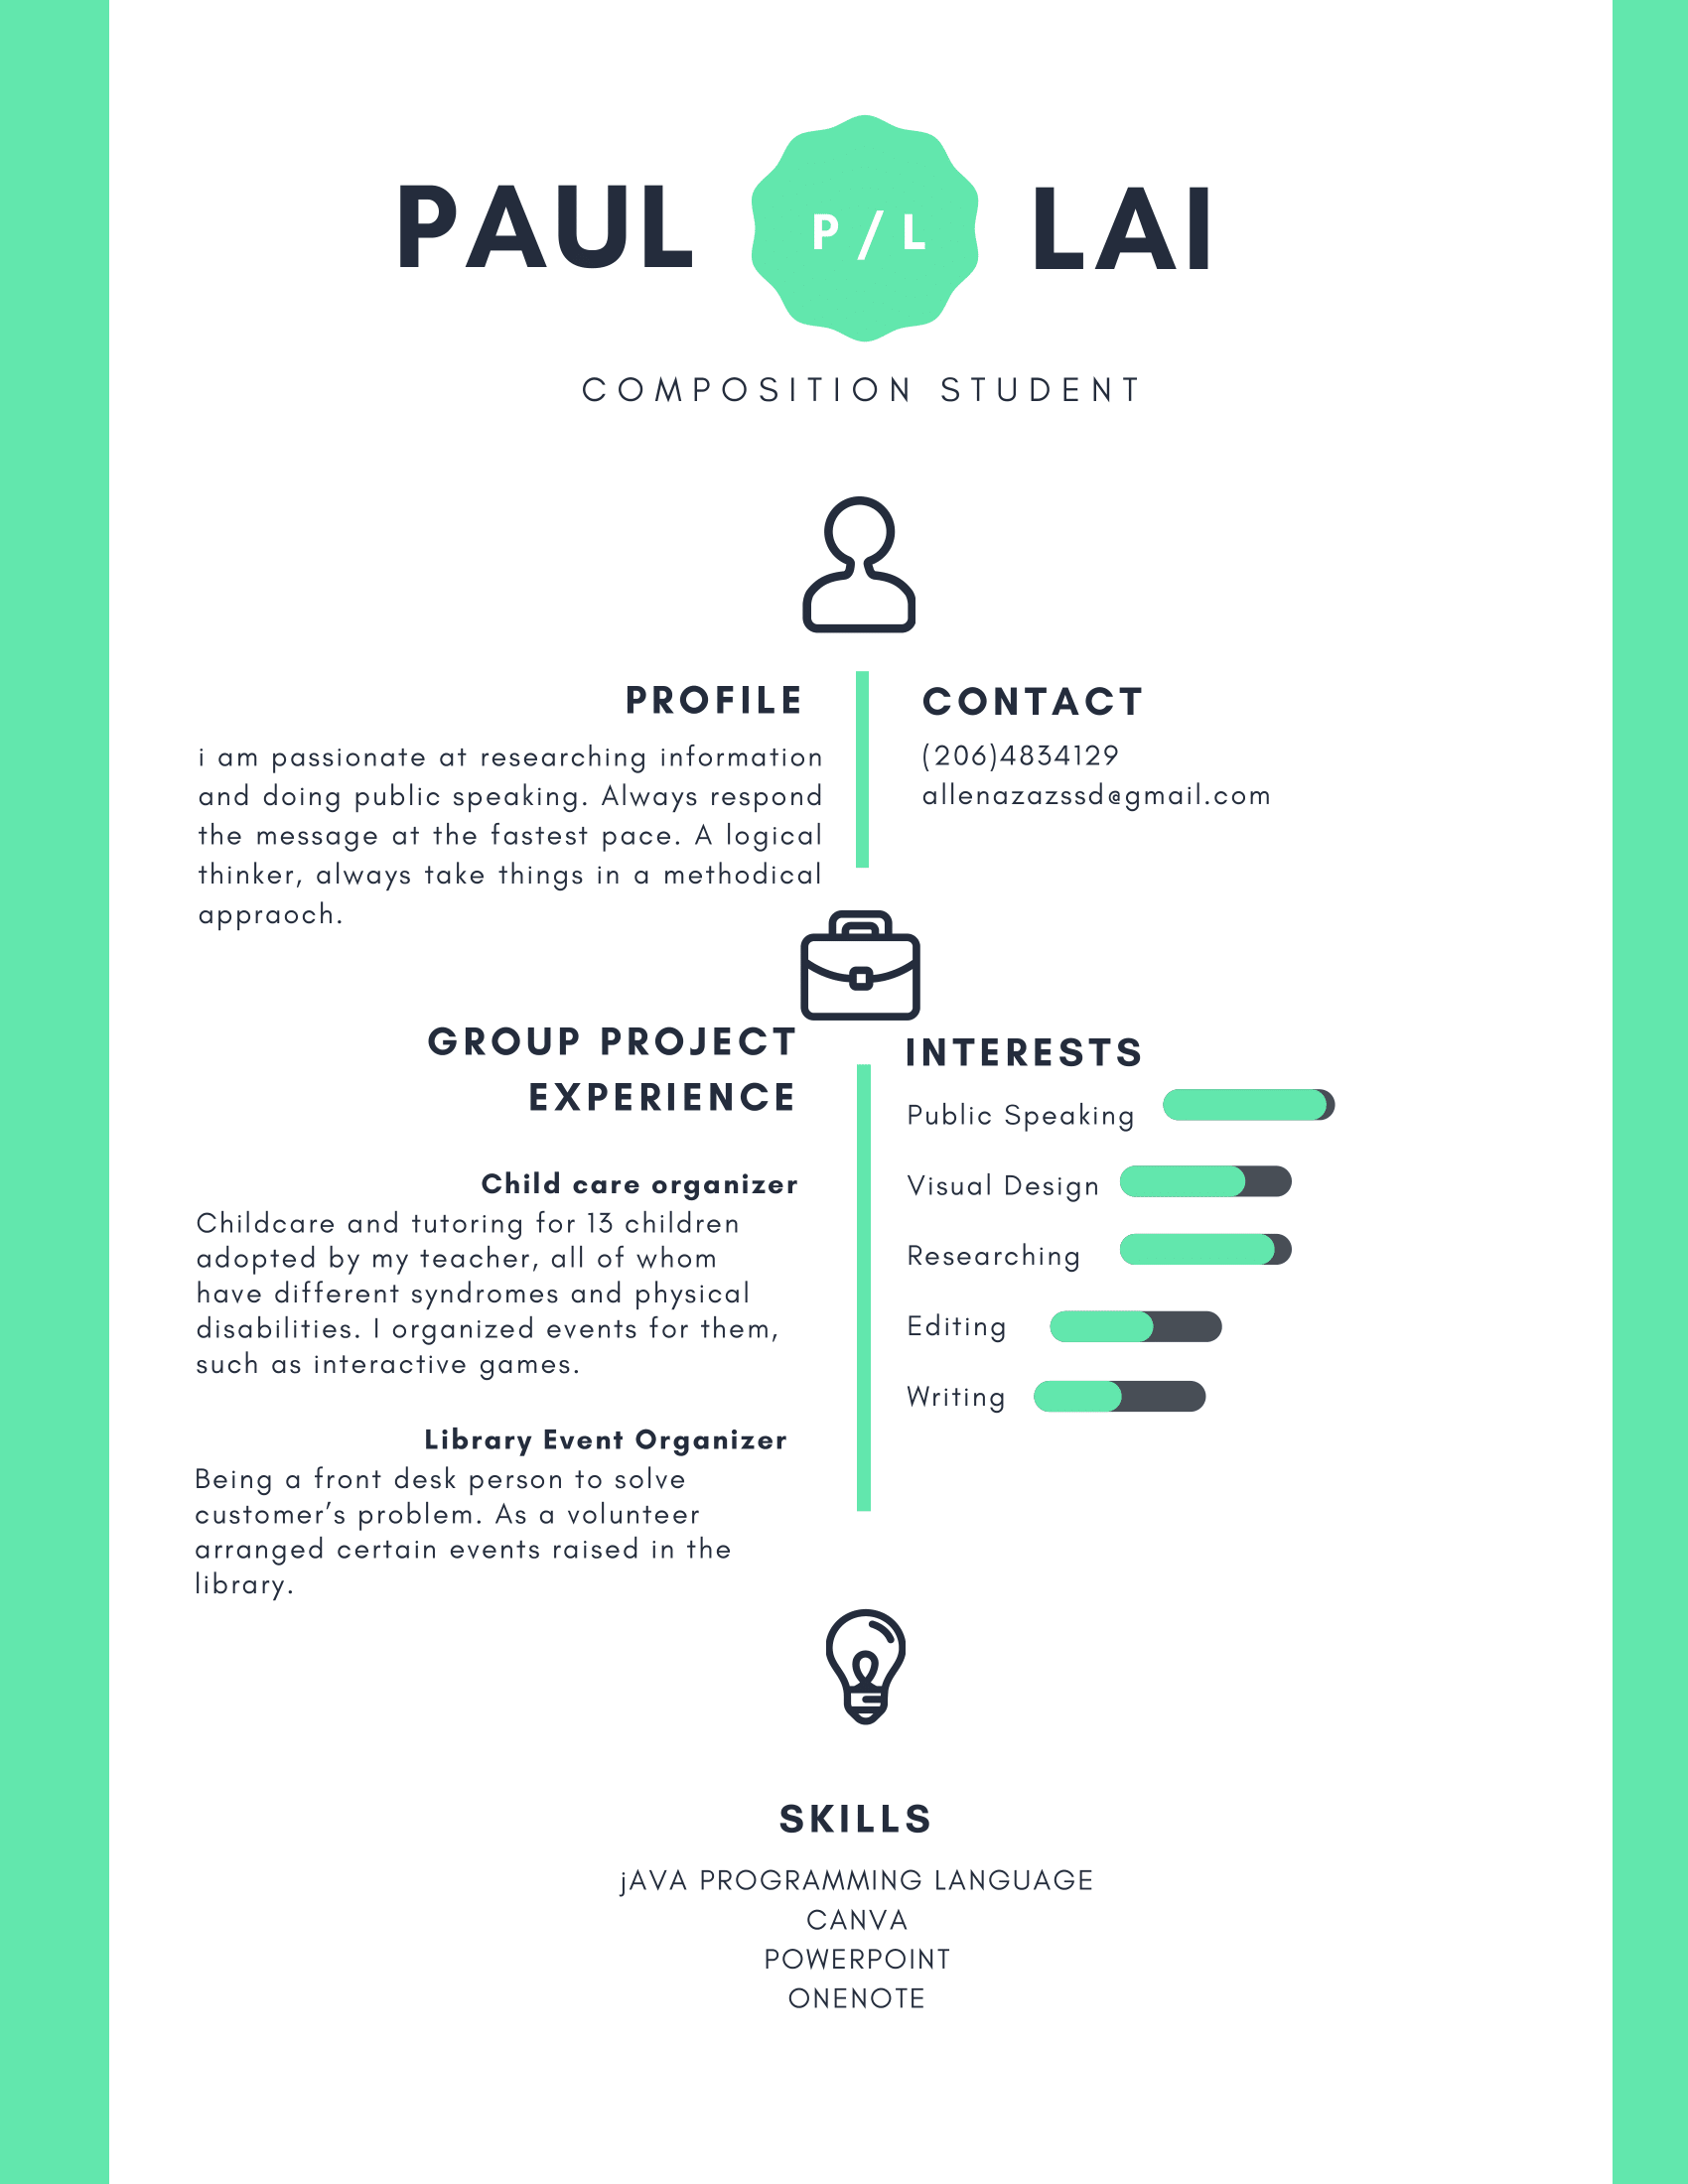 PAUL
P / L
LAI
COMPOSITION STUDENT
PROFILE
i am passionate at researching information
and doing public speaking. Always respond
the message at the fastest pace. A logical
thinker, always take things in a methodical
appraoch.
CONTACT
(206)4834129
allenazazssd@gmail.com
GROUP PROJECT
EXPERIENCE
Child care organizer
Childcare and tutoring for 13 children
adopted by my teacher, all of whom
have different syndromes and physical
disabilities. I organized events for them,
such as interactive games.
Library Event Organizer
Being a front desk person to solve
customer’s problem. As a volunteer
arranged certain events raised in the
library.
INTERESTS
Public Speaking
Visual Design
Researching
Editing
Writing
SKILLS
jAVA PROGRAMMING LANGUAGE
CANVA
POWERPOINT
ONENOTE